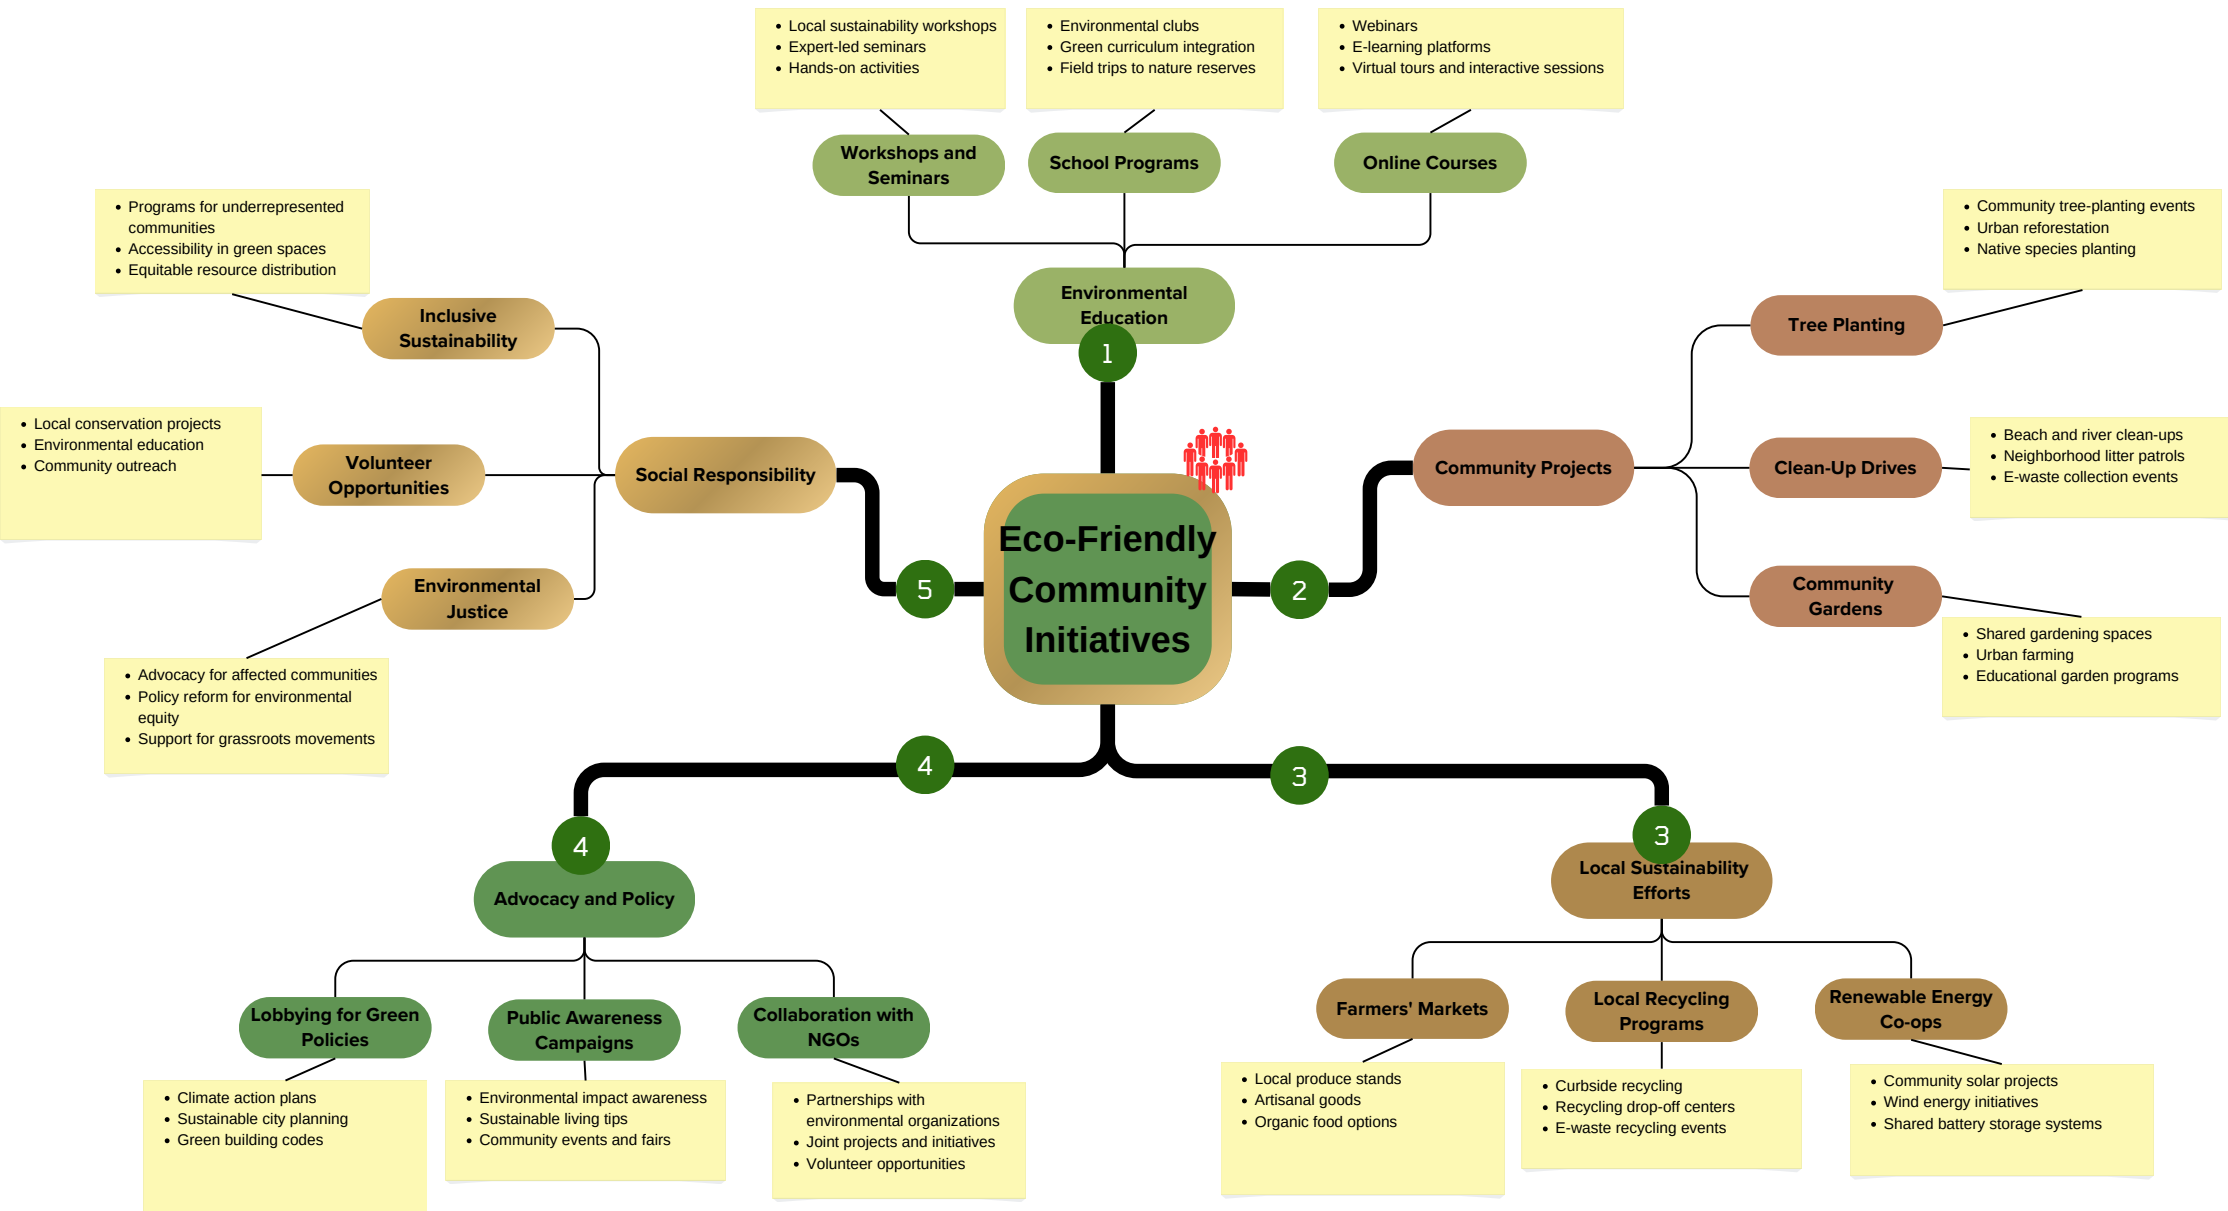 Local sustainability workshops
Expert-led seminars
Hands-on activities
Environmental clubs
Green curriculum integration
Field trips to nature reserves
Webinars
E-learning platforms
Virtual tours and interactive sessions
Workshops and
Seminars
School Programs
Online Courses
Environmental
Education
1
Programs for underrepresented
communities
Accessibility in green spaces
Equitable resource distribution
Inclusive
Sustainability
Local conservation projects
Environmental education
Community outreach
Volunteer
Opportunities
Social Responsibility
Environmental
Justice
Advocacy for affected communities
Policy reform for environmental
equity
Support for grassroots movements
5
Eco-Friendly
Community
Initiatives
2
Community Projects
Community tree-planting events
Urban reforestation
Native species planting
Tree Planting
Clean-Up Drives
Beach and river clean-ups
Neighborhood litter patrols
E-waste collection events
Community
Gardens
Shared gardening spaces
Urban farming
Educational garden programs
4
3
4
Advocacy and Policy
Lobbying for Green
Policies
Public Awareness
Campaigns
Collaboration with
NGOs
Climate action plans
Sustainable city planning
Green building codes
Environmental impact awareness
Sustainable living tips
Community events and fairs
Partnerships with
environmental organizations
Joint projects and initiatives
Volunteer opportunities
3
Local Sustainability
Efforts
Farmers' Markets
Local Recycling
Programs
Renewable Energy
Co-ops
Local produce stands
Artisanal goods
Organic food options
Curbside recycling
Recycling drop-off centers
E-waste recycling events
Community solar projects
Wind energy initiatives
Shared battery storage systems